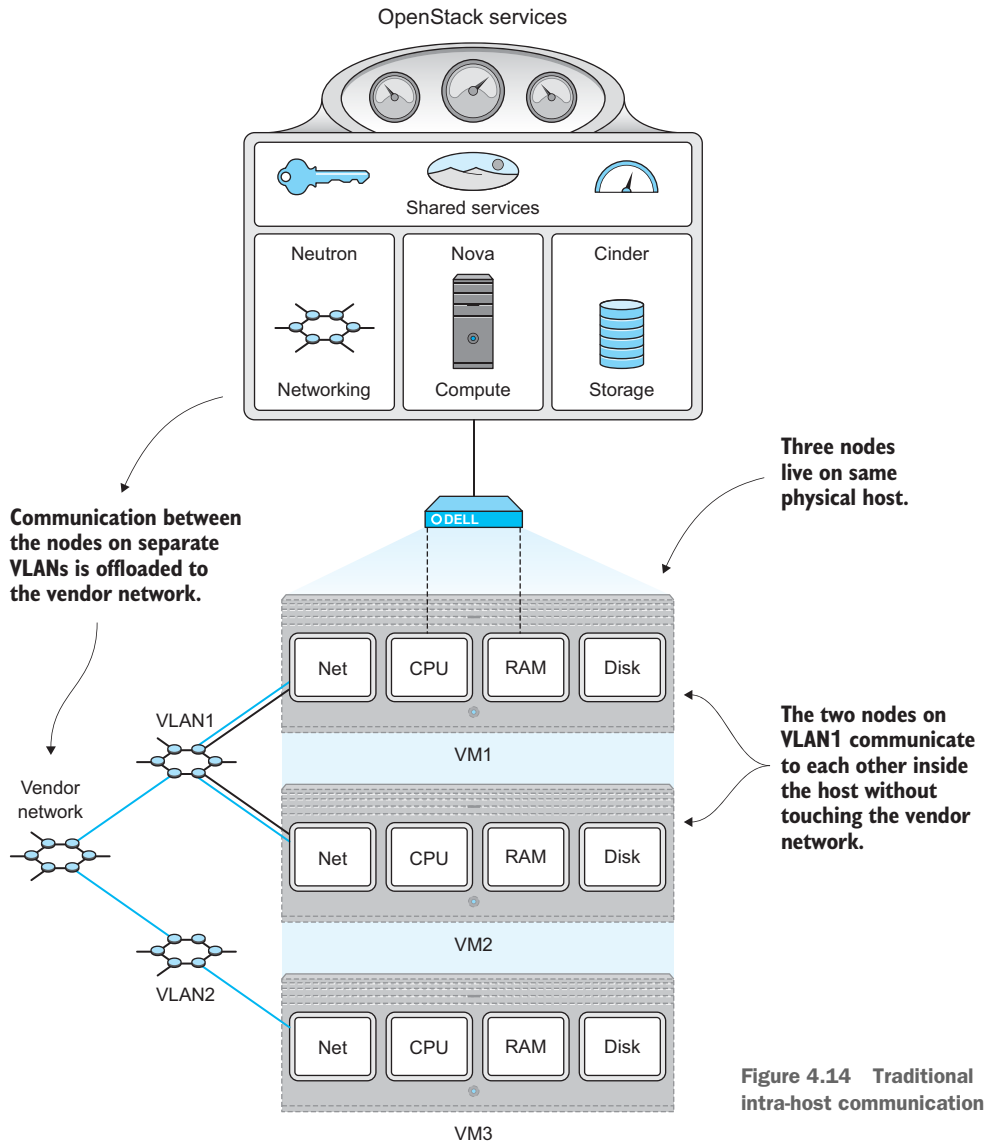 OpenStack services
Shared services
Neutron
Nova
Cinder
Networking
Compute
Storage
Three nodes
live on same
physical host.
Communication between
the nodes on separate
VLANs is offloaded to
the vendor network.
DELL
Net
CPU
RAM
Disk
VLAN1
VM1
The two nodes on
VLAN1 communicate
to each other inside
the host without
touching the vendor
network.
Vendor
network
Net
CPU
RAM
Disk
VM2
VLAN2
Net
CPU
RAM
Disk
VM3
Figure 4.14 Traditional
intra-host communication